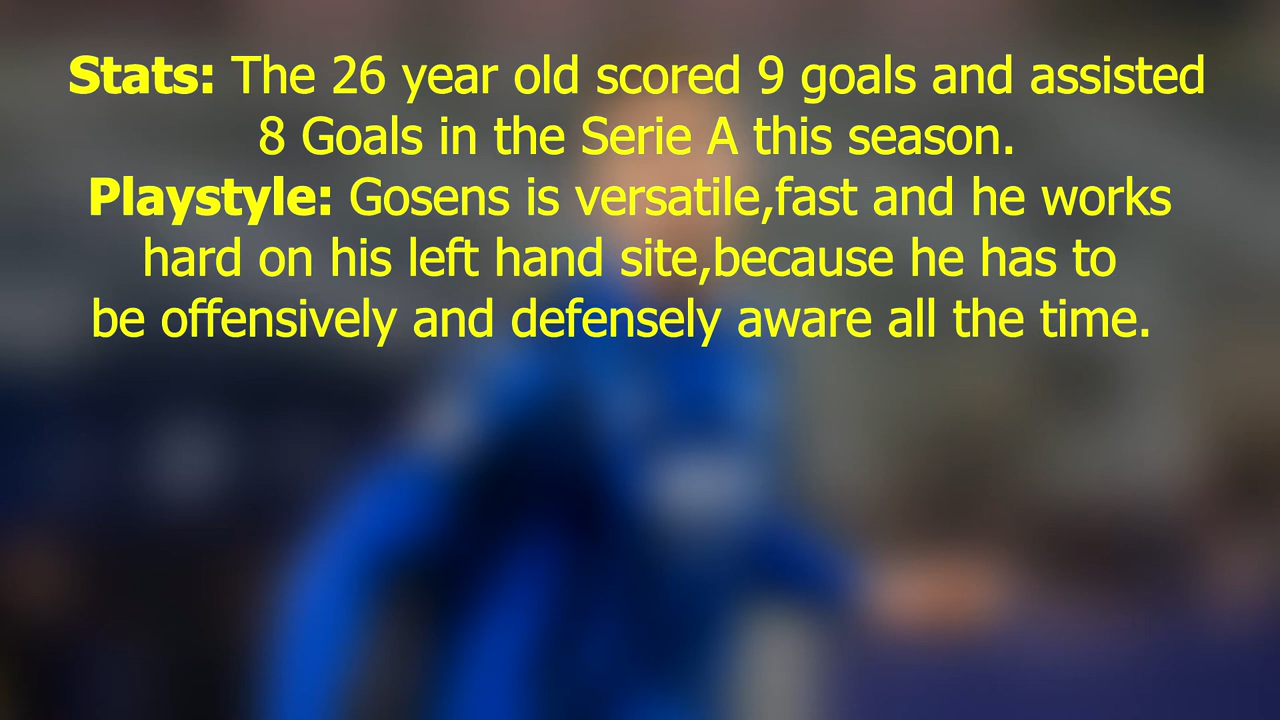 Stats: The 26 year old scored 9 goals and assisted
8 Goals in the Serie A this season.
Playstyle: Gosens is versatile,fast and he works
hard on his left hand site,because he has to
be offensively and defensely aware all the time.